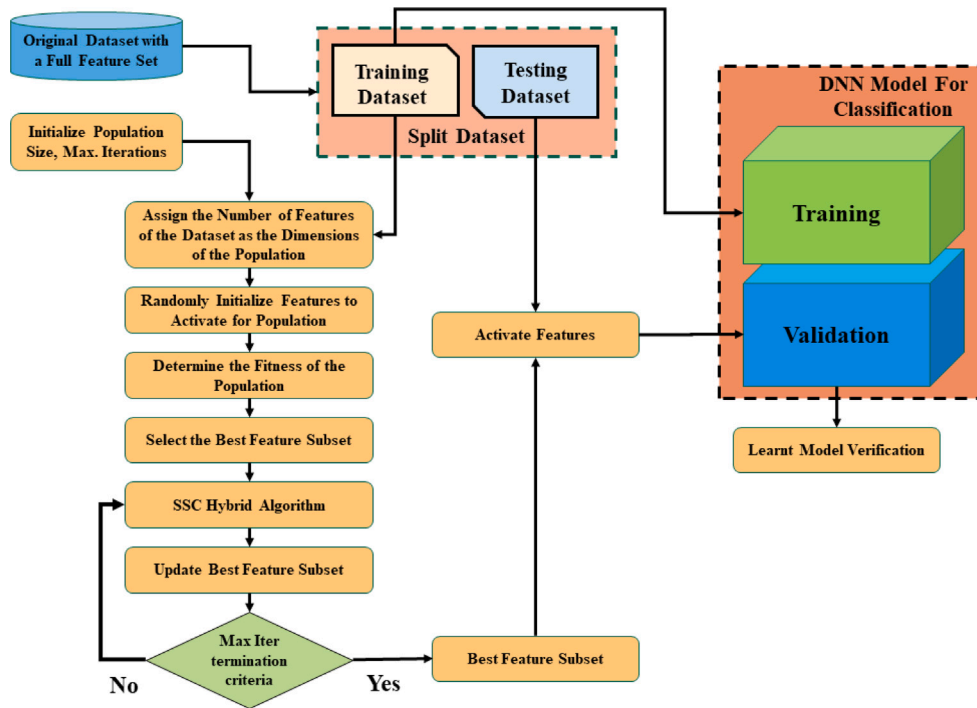 Original Dataset with
a Full Feature Set
Training
Dataset
Testing
Dataset
Split Dataset
DNN Model For
Classification
Training
Validation
Initialize Population
Size, Max. Iterations
Assign the Number of Features
of the Dataset as the Dimensions
of the Population
Randomly Initialize Features to
Activate for Population
Determine the Fitness of the
Population
Select the Best Feature Subset
SSC Hybrid Algorithm
Update Best Feature Subset
Max Iter
termination
criteria
No
Yes
Best Feature Subset
Activate Features
Learnt Model Verification